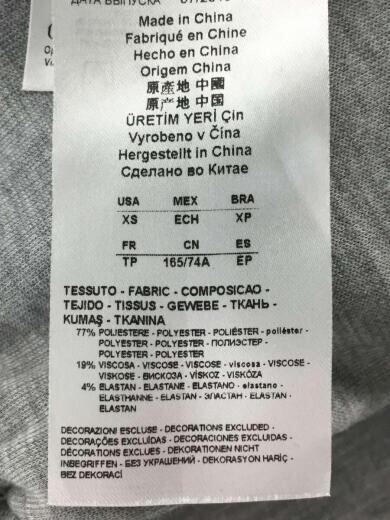 ДАТА ВЫПУСКА
Made in China
Fabriqué en Chine
Hecho en China
Origem China
原產地 中國
原产地 中国
ÜRETİM YERİ Çin
Vyrobeno v Čína
Hergestellt in China
Сделано во Китае
USA MEX BRA
XS ECH XP
FR CN ES
TP 165/74A EP
TESSUTO - FABRIC - COMPOSICAO -
TEJIDO - TISSUS - GEWEBE - ТКАНЬ -
KUMAŞ - TKANINA
77% POLIESTERE - POLYESTER - POLIÉSTER - poliéster -
POLYESTER - POLYESTER - ПОЛИЭСТЕР -
POLYESTER - POLYESTER
19% VISCOSA - VISCOSE - VISCOSE - viscosa - VISCOSE -
VISKOSE - ВИСКОЗА - VİSKOZ - VISKÓZA
4% ELASTAN - ELASTANE - ELASTANO - elastano -
ELASTHANNE - ELASTAN - ЭЛАСТАН - ELASTAN -
ELASTAN
DECORAZIONI ESCLUSE - DECORATIONS EXCLUDED -
DECORAÇÕES EXCLUÍDAS - DECORACIONES EXCLUIDAS -
DÉCORATIONS EXCLUES - DEKORATIONEN NICHT
INBEGRIFFEN - БЕЗ УКРАШЕНИЙ - DEKORASYON HARİÇ -
BEZ DEKORACÍ